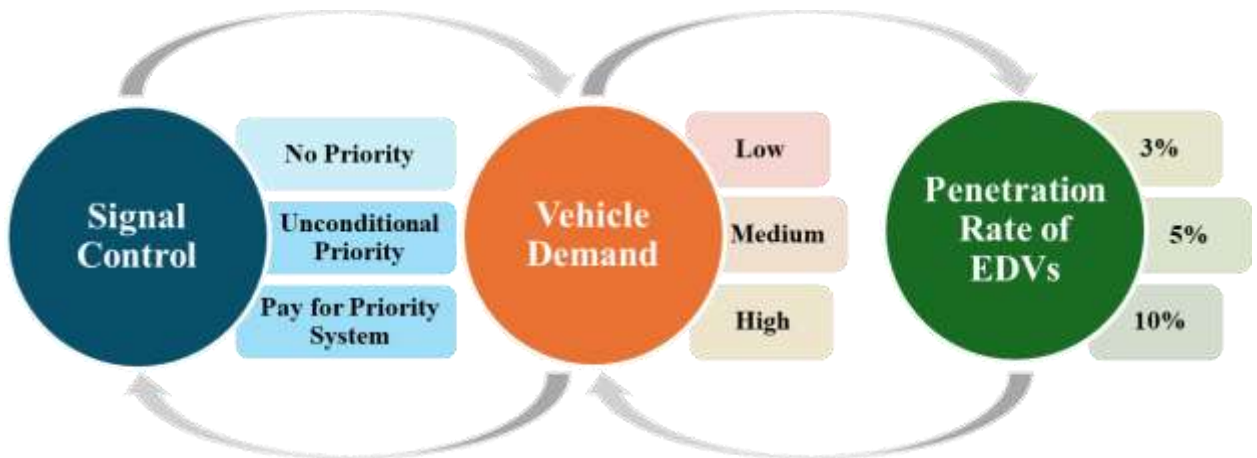 Signal
Control
No Priority
Unconditional
Priority
Pay for Priority
System
Vehicle
Demand
Low
Medium
High
Penetration
Rate of
EDVs
3%
5%
10%